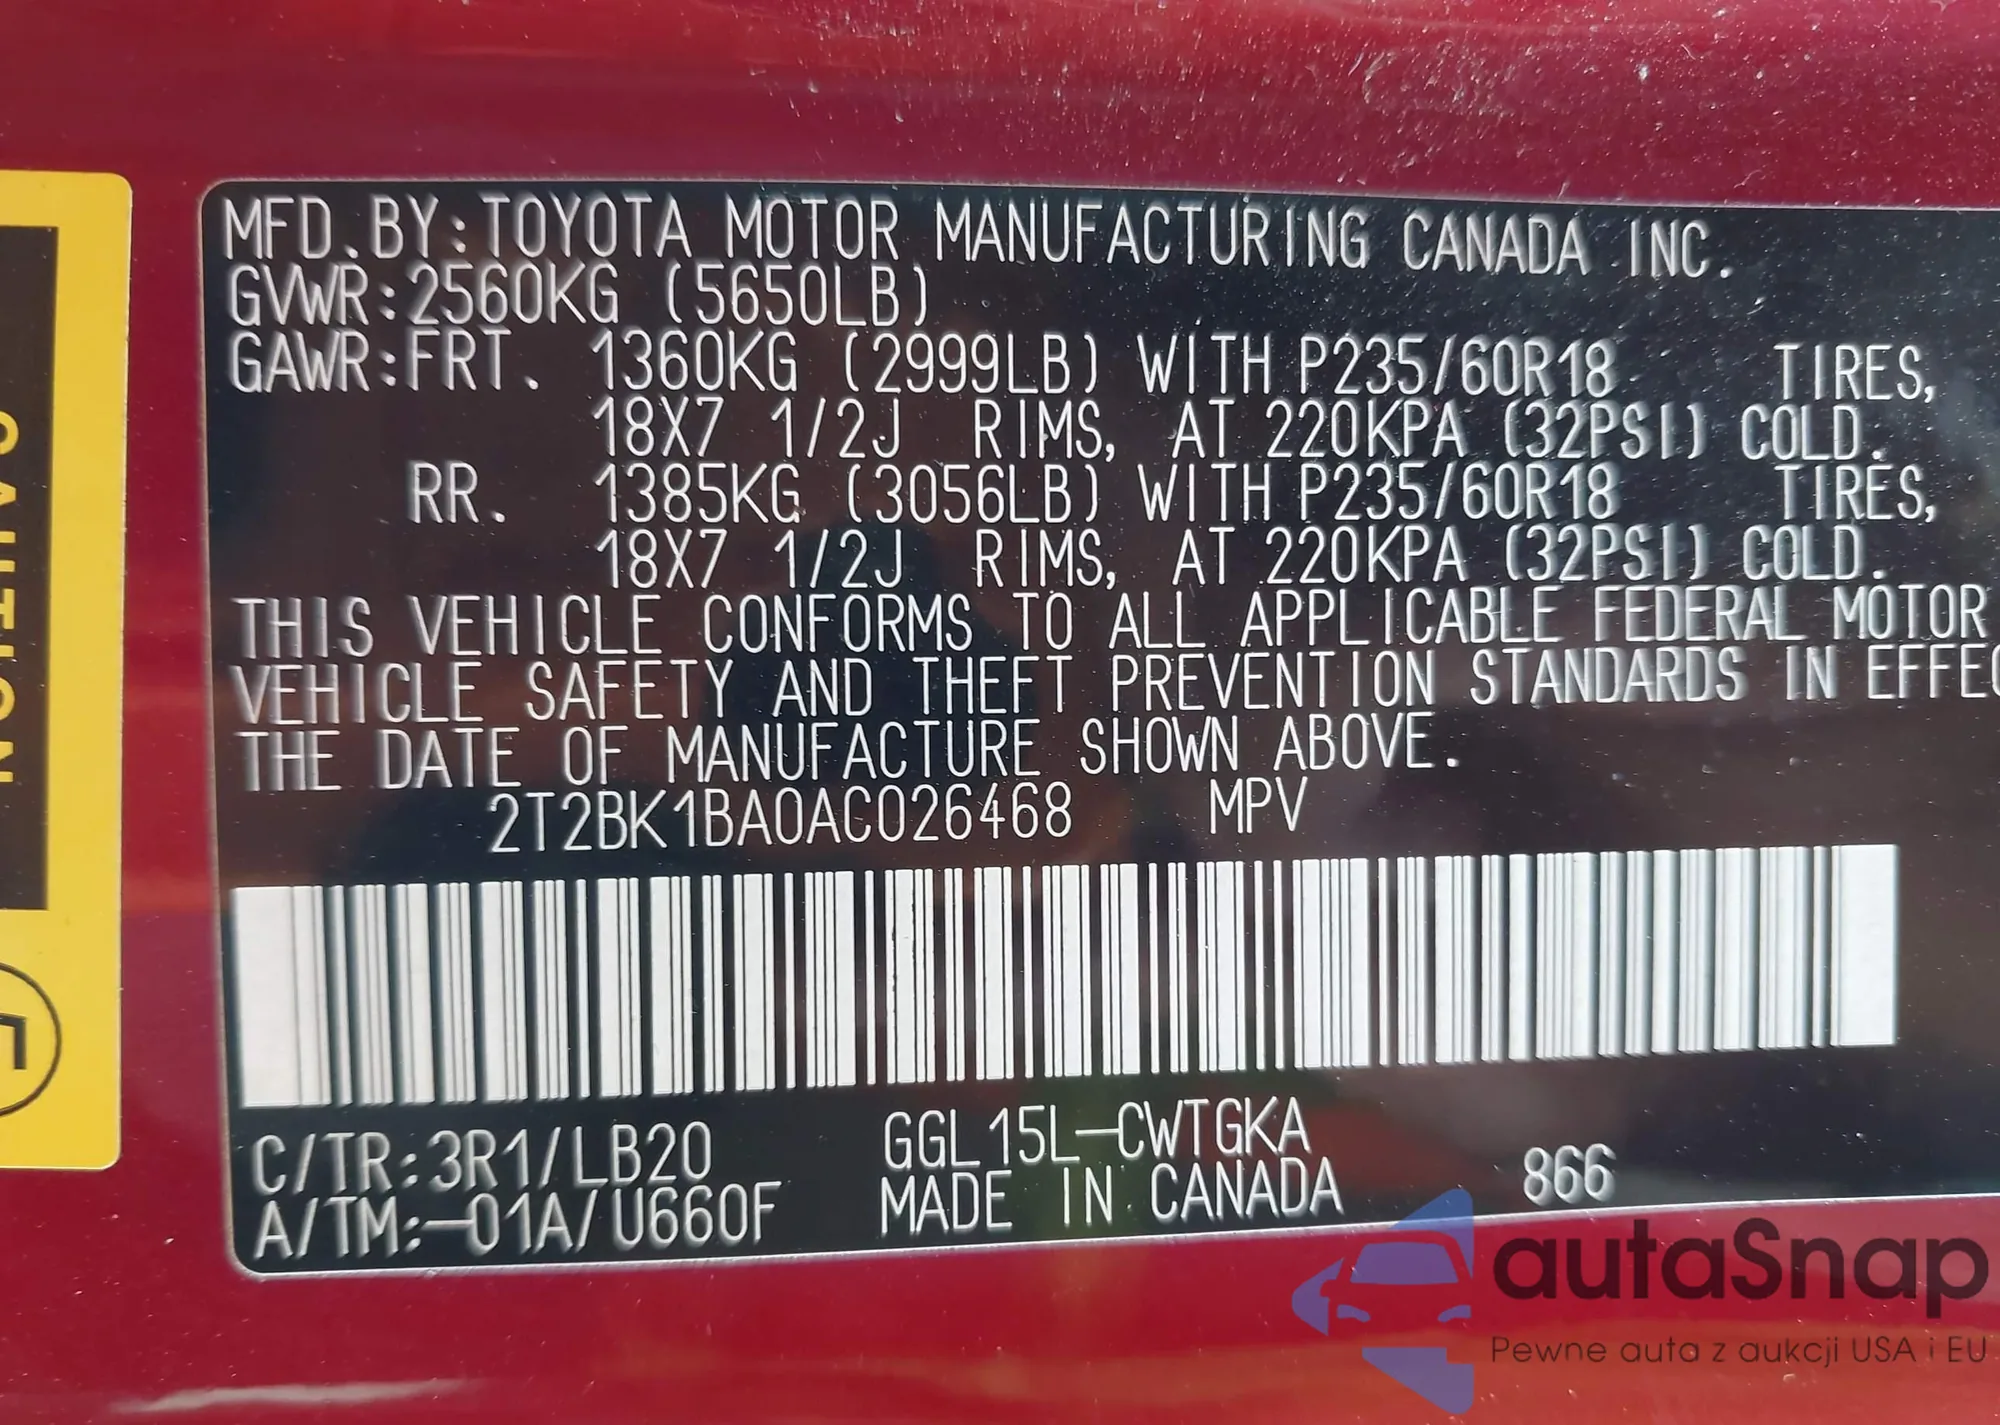 MFD.BY:TOYOTA MOTOR MANUFACTURING CANADA INC.
GVWR:2560KG (5650LB)
GAWR:FRT. 1360KG (2999LB) WITH P235/60R18 TIRES,
18X7 1/2J RIMS, AT 220KPA (32PSI) COLD.
RR. 1385KG (3056LB) WITH P235/60R18 TIRES,
18X7 1/2J RIMS, AT 220KPA (32PSI) COLD.
THIS VEHICLE CONFORMS TO ALL APPLICABLE FEDERAL MOTOR
VEHICLE SAFETY AND THEFT PREVENTION STANDARDS IN EFFEC
THE DATE OF MANUFACTURE SHOWN ABOVE.
2T2BK1BA0AC026468 MPV
C/TR:3R1/LB20 GGL15L-CWTGKA
A/TM:-01A/U660F MADE IN CANADA 866
CAUTION
autaSnap
Pewne auta z aukcji USA i EU